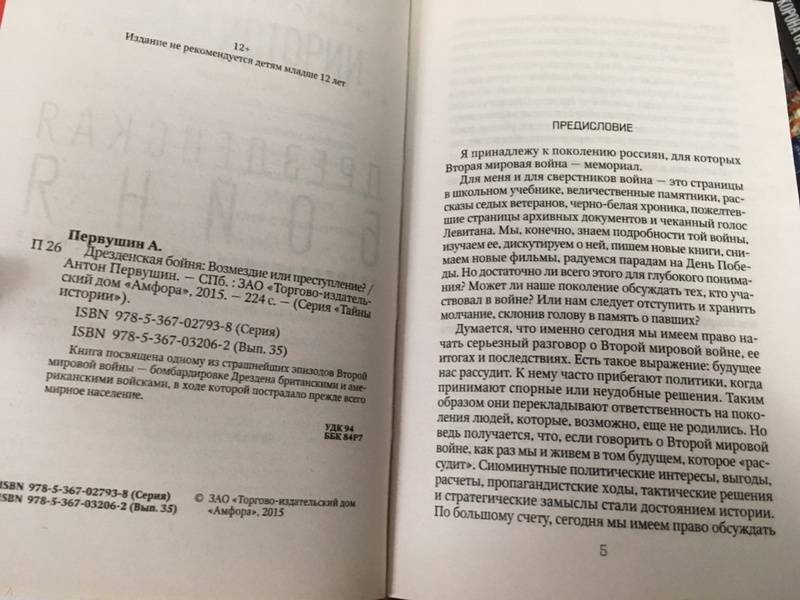 12+
Издание не рекомендуется детям младше 12 лет
Первушин А.
П 26
Дрезденская бойня: Возмездие или преступление? /
Антон Первушин. — СПб. : ЗАО «Торгово-издатель-
ский дом «Амфора», 2015. — 224 с. — (Серия «Тайны
истории»).
ISBN 978-5-367-02793-8 (Серия)
ISBN 978-5-367-03206-2 (Вып. 35)
Книга посвящена одному из страшнейших эпизодов Второй
мировой войны — бомбардировке Дрездена британскими и аме-
риканскими войсками, в ходе которой пострадало прежде всего
мирное население.
УДК 94
ББК 84Р7
ISBN 978-5-367-02793-8 (Серия)
ISBN 978-5-367-03206-2 (Вып. 35)
© ЗАО «Торгово-издательский дом
«Амфора», 2015
ПРЕДИСЛОВИЕ
Я принадлежу к поколению россиян, для которых
Вторая мировая война — мемориал.
Для меня и для сверстников война — это страницы
в школьном учебнике, величественные памятники, рас-
сказы седых ветеранов, черно-белая хроника, пожелтев-
шие страницы архивных документов и чеканный голос
Левитана. Мы, конечно, знаем подробности той войны,
изучаем ее, дискутируем о ней, пишем новые книги, сни-
маем новые фильмы, радуемся парадам на День Побе-
ды. Но достаточно ли всего этого для глубокого понима-
ния? Может ли наше поколение обсуждать тех, кто уча-
ствовал в войне? Или нам следует отступить и хранить
молчание, склонив голову в память о павших?
Думается, что именно сегодня мы имеем право на-
чать серьезный разговор о Второй мировой войне, ее
итогах и последствиях. Есть такое выражение: будущее
нас рассудит. К нему часто прибегают политики, когда
принимают спорные или неудобные решения. Таким
образом они перекладывают ответственность на поко-
ления людей, которые, возможно, еще не родились. Но
ведь получается, что, если говорить о Второй мировой
войне, как раз мы и живем в том будущем, которое «рас-
судит». Сиюминутные политические интересы, выгоды,
расчеты, пропагандистские ходы, тактические решения
и стратегические замыслы стали достоянием истории.
По большому счету, сегодня мы имеем право обсуждать
5